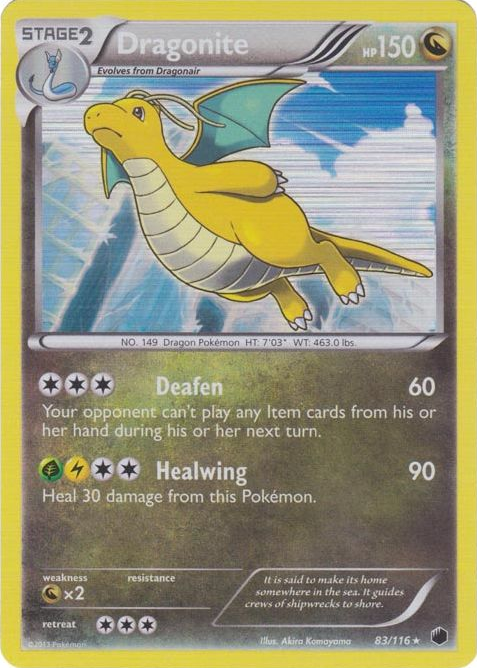 STAGE2
Dragonite
HP150
Evolves from Dragonair
NO. 149 Dragon Pokémon HT: 7'03" WT: 463.0 lbs.
Deafen 60
Your opponent can't play any Item cards from his or
her hand during his or her next turn.
Healwing 90
Heal 30 damage from this Pokémon.
weakness resistance
×2
retreat
It is said to make its home
somewhere in the sea. It guides
crews of shipwrecks to shore.
©2013 Pokémon
Illus. Akira Komayama 83/116★